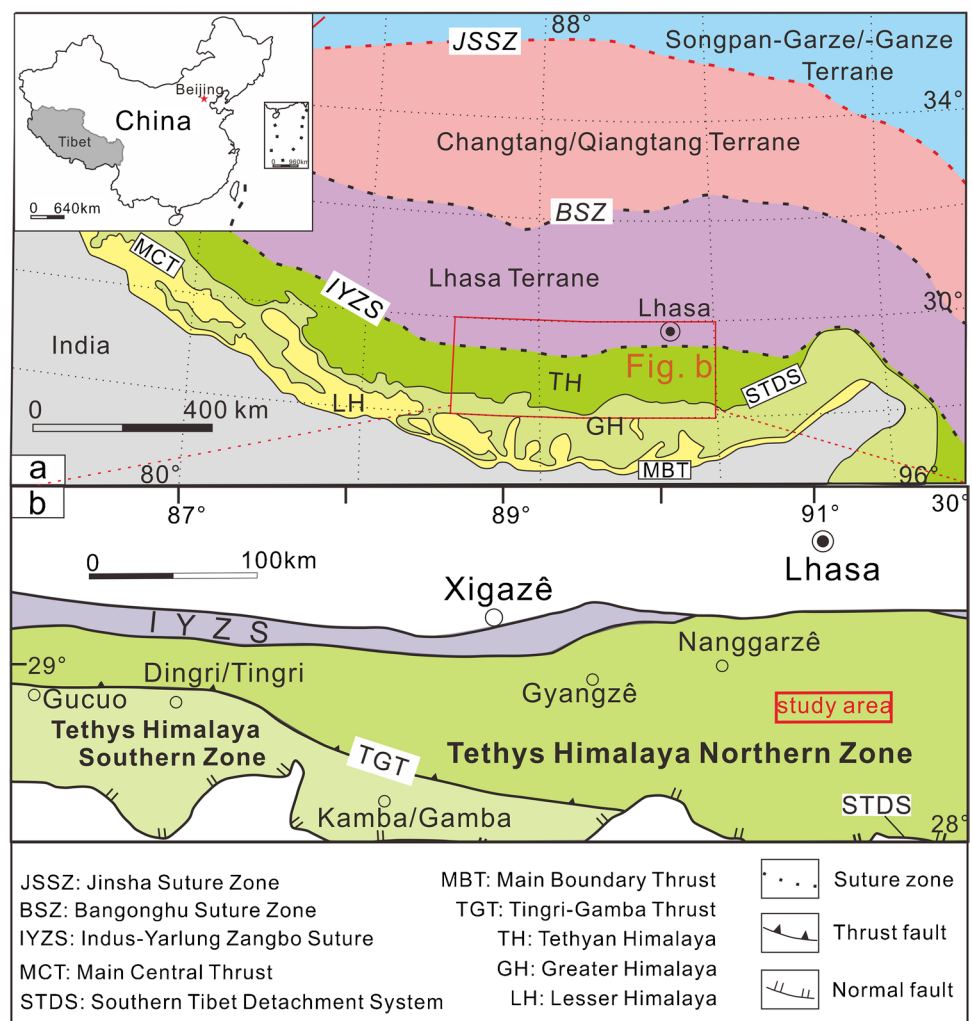 JSSZ
88°
Songpan-Garze/-Ganze
Terrane
34°
Beijing
China
Tibet
0 960km
0 640km
Changtang/Qiangtang Terrane
BSZ
MCT
Lhasa Terrane
IYZS
30°
Lhasa
India
Fig. b
TH
STDS
LH
0 400 km
GH
MBT
a
80°
96°
b
87°
89°
91°
30°
0 100km
Lhasa
Xigazê
I Y Z S
Nanggarzê
29°
Dingri/Tingri
Gucuo
Gyangzê
study area
Tethys Himalaya
Southern Zone
TGT
Tethys Himalaya Northern Zone
STDS
Kamba/Gamba
28°
JSSZ: Jinsha Suture Zone
BSZ: Bangonghu Suture Zone
IYZS: Indus-Yarlung Zangbo Suture
MCT: Main Central Thrust
STDS: Southern Tibet Detachment System
MBT: Main Boundary Thrust
TGT: Tingri-Gamba Thrust
TH: Tethyan Himalaya
GH: Greater Himalaya
LH: Lesser Himalaya
Suture zone
Thrust fault
Normal fault